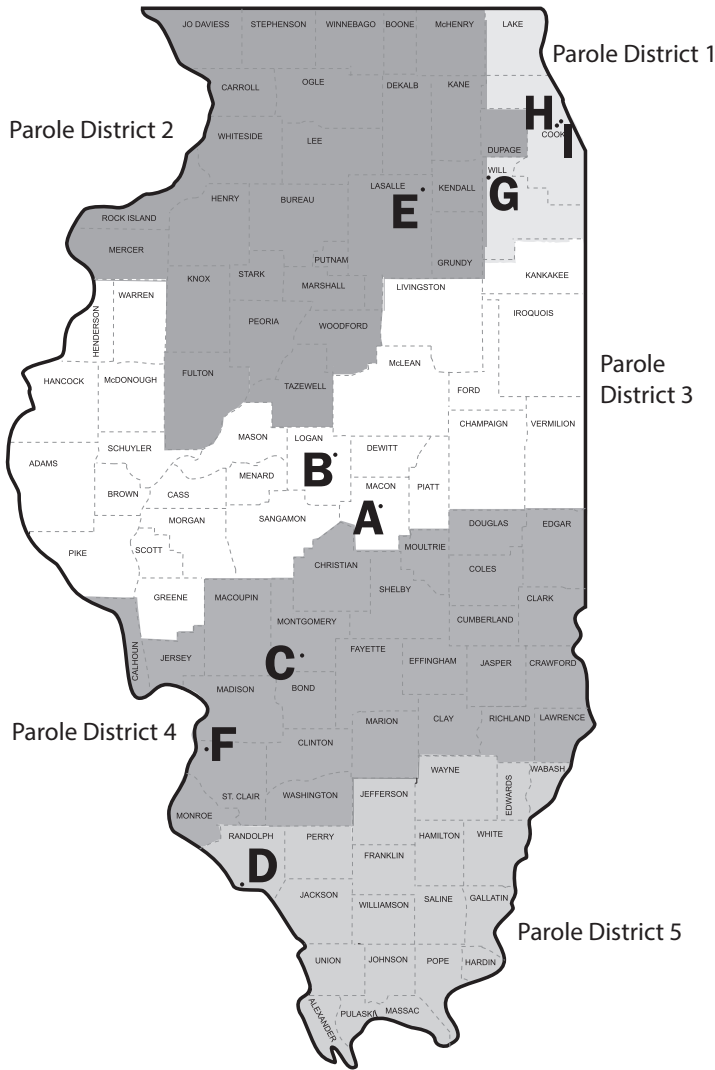 JO DAVIESS
STEPHENSON
WINNEBAGO
BOONE
McHENRY
LAKE
Parole District 1
CARROLL
OGLE
DEKALB
KANE
H
COOK
I
Parole District 2
WHITESIDE
LEE
DUPAGE
WILL
G
LASALLE
E
KENDALL
HENRY
BUREAU
ROCK ISLAND
MERCER
PUTNAM
GRUNDY
KNOX
STARK
MARSHALL
LIVINGSTON
KANKAKEE
WARREN
HENDERSON
PEORIA
WOODFORD
IROQUOIS
McLEAN
Parole
District 3
HANCOCK
McDONOUGH
FULTON
TAZEWELL
FORD
CHAMPAIGN
VERMILION
MASON
LOGAN
DEWITT
SCHUYLER
ADAMS
B
MENARD
MACON
PIATT
BROWN
CASS
MORGAN
SANGAMON
A
DOUGLAS
EDGAR
PIKE
SCOTT
MOULTRIE
CHRISTIAN
COLES
SHELBY
GREENE
MACOUPIN
CLARK
MONTGOMERY
CUMBERLAND
CALHOUN
JERSEY
C
FAYETTE
EFFINGHAM
JASPER
CRAWFORD
MADISON
BOND
Parole District 4
F
MARION
CLAY
RICHLAND
LAWRENCE
CLINTON
WAYNE
WABASH
EDWARDS
ST. CLAIR
WASHINGTON
JEFFERSON
MONROE
RANDOLPH
PERRY
HAMILTON
WHITE
D
FRANKLIN
JACKSON
WILLIAMSON
SALINE
GALLATIN
Parole District 5
UNION
JOHNSON
POPE
HARDIN
ALEXANDER
PULASKI
MASSAC